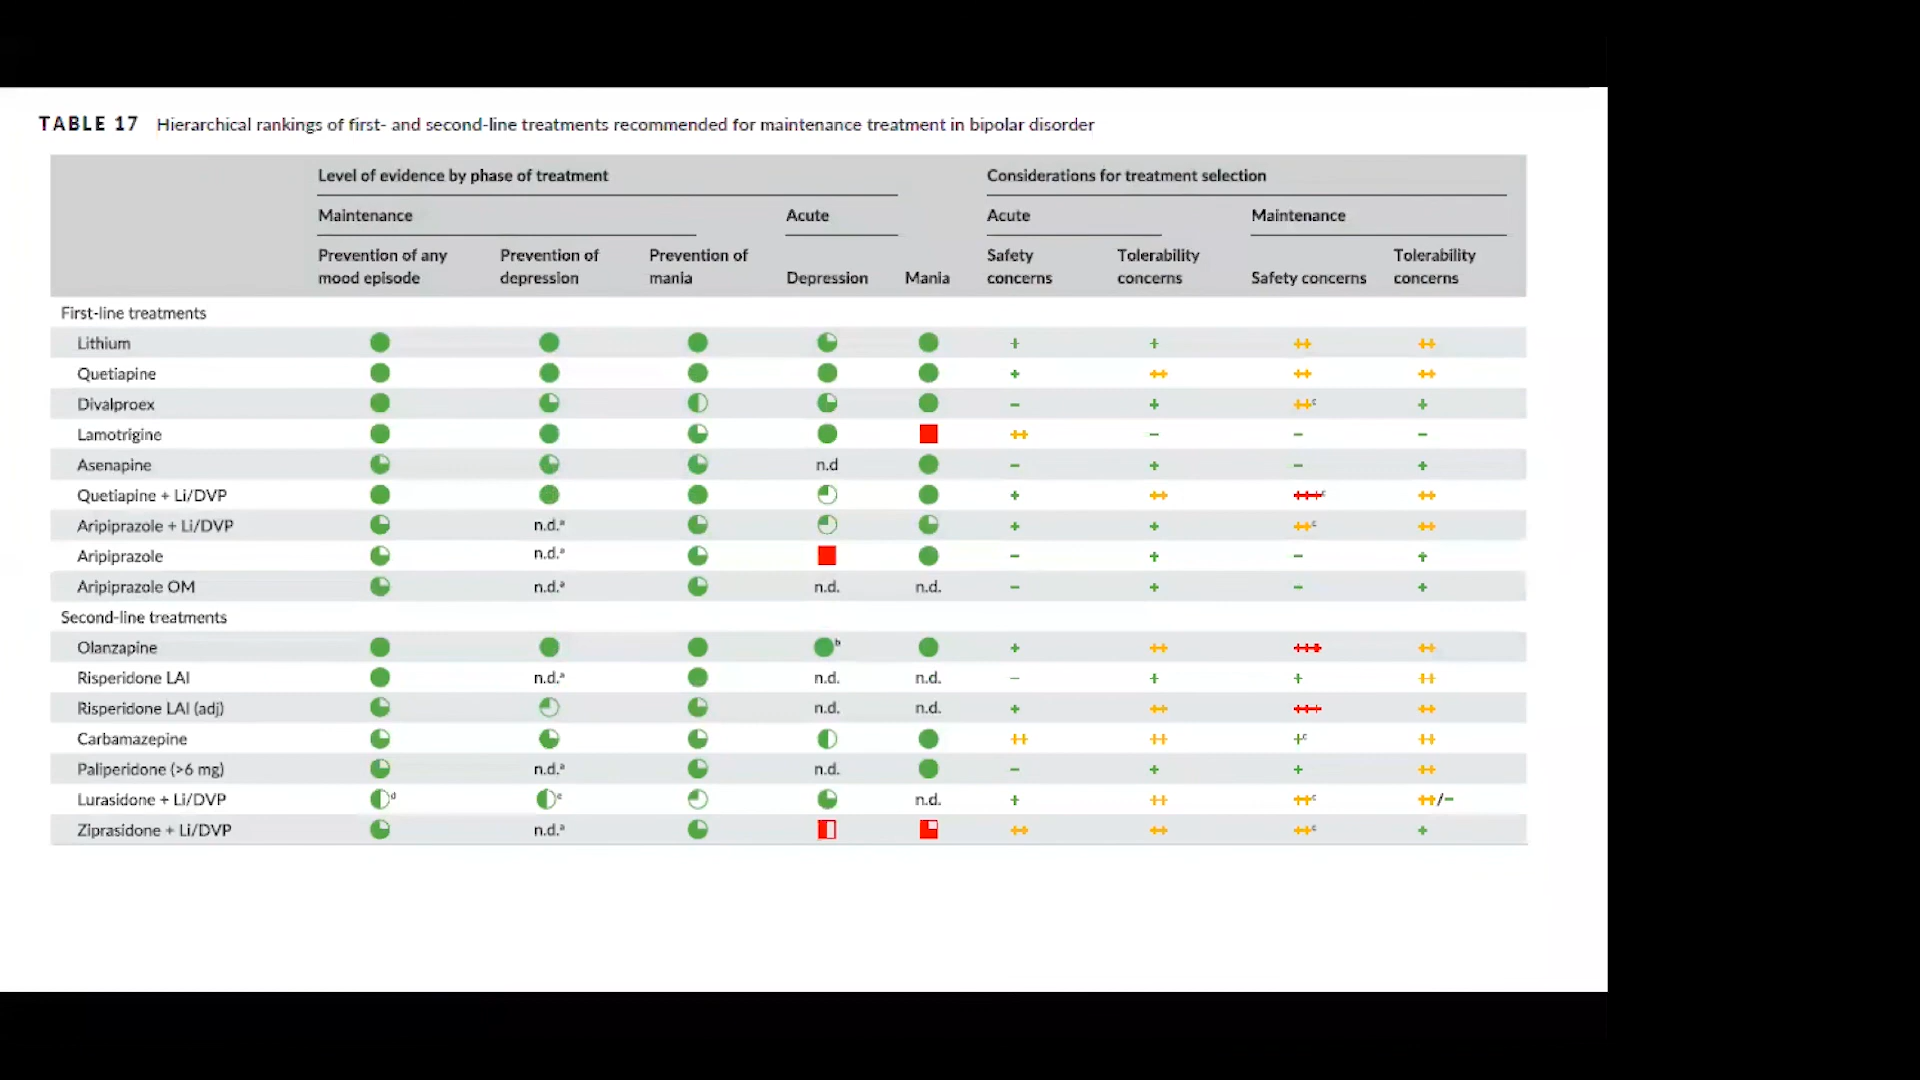 TABLE 17 Hierarchical rankings of first- and second-line treatments recommended for maintenance treatment in bipolar disorder
Level of evidence by phase of treatment Considerations for treatment selection
Maintenance Acute Acute Maintenance
Prevention of any mood episode Prevention of depression Prevention of mania Depression Mania Safety concerns Tolerability concerns Safety concerns Tolerability concerns
First-line treatments
Lithium + + ++ ++
Quetiapine + ++ ++ ++
Divalproex − + ++c +
Lamotrigine ++ − − −
Asenapine n.d − + − +
Quetiapine + Li/DVP + ++ +++c ++
Aripiprazole + Li/DVP n.d.a + + ++c ++
Aripiprazole n.d.a − + − +
Aripiprazole OM n.d.a n.d. n.d. − + − +
Second-line treatments
Olanzapine b + ++ +++ ++
Risperidone LAI n.d.a n.d. n.d. − + + ++
Risperidone LAI (adj) n.d. n.d. + ++ +++ ++
Carbamazepine ++ ++ +c ++
Paliperidone (>6 mg) n.d.a n.d. − + + ++
Lurasidone + Li/DVP d e n.d. + ++ ++c ++/−
Ziprasidone + Li/DVP n.d.a ++ ++ ++c +